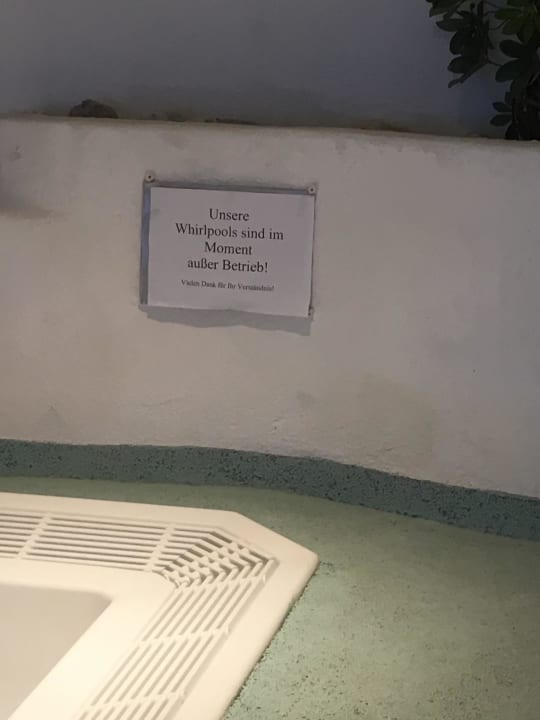 Unsere
Whirlpools sind im
Moment
außer Betrieb!
Vielen Dank für Ihr Verständnis!